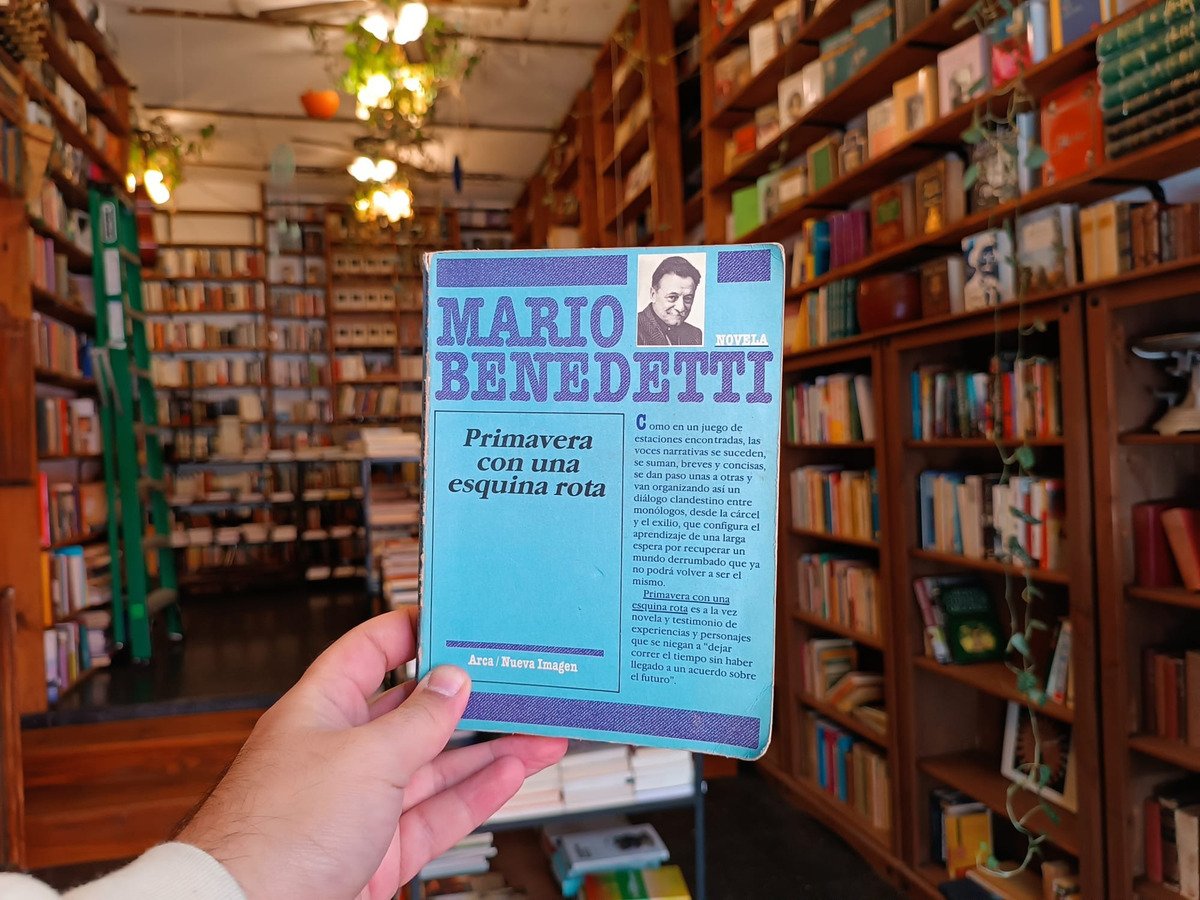 MARIO
BENEDETTI
NOVELA
Primavera
con una
esquina rota
Arca / Nueva Imagen
Como en un juego de
estaciones encontradas, las
voces narrativas se suceden,
se suman, breves y concisas,
se dan paso unas a otras y
van organizando así un
diálogo clandestino entre
monólogos, desde la cárcel
y el exilio, que configura el
aprendizaje de una larga
espera por recuperar un
mundo derrumbado que ya
no podrá volver a ser el
mismo.
Primavera con una
esquina rota es a la vez
novela y testimonio de
experiencias y personajes
que se niegan a "dejar
correr el tiempo sin haber
llegado a un acuerdo sobre
el futuro".